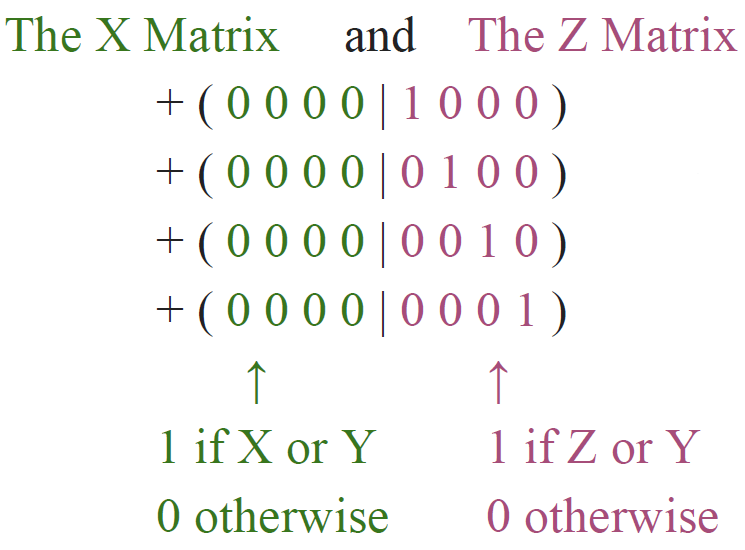 The X Matrix and The Z Matrix
+ ( 0 0 0 0 | 1 0 0 0 )
+ ( 0 0 0 0 | 0 1 0 0 )
+ ( 0 0 0 0 | 0 0 1 0 )
+ ( 0 0 0 0 | 0 0 0 1 )
↑ ↑
1 if X or Y 1 if Z or Y
0 otherwise 0 otherwise